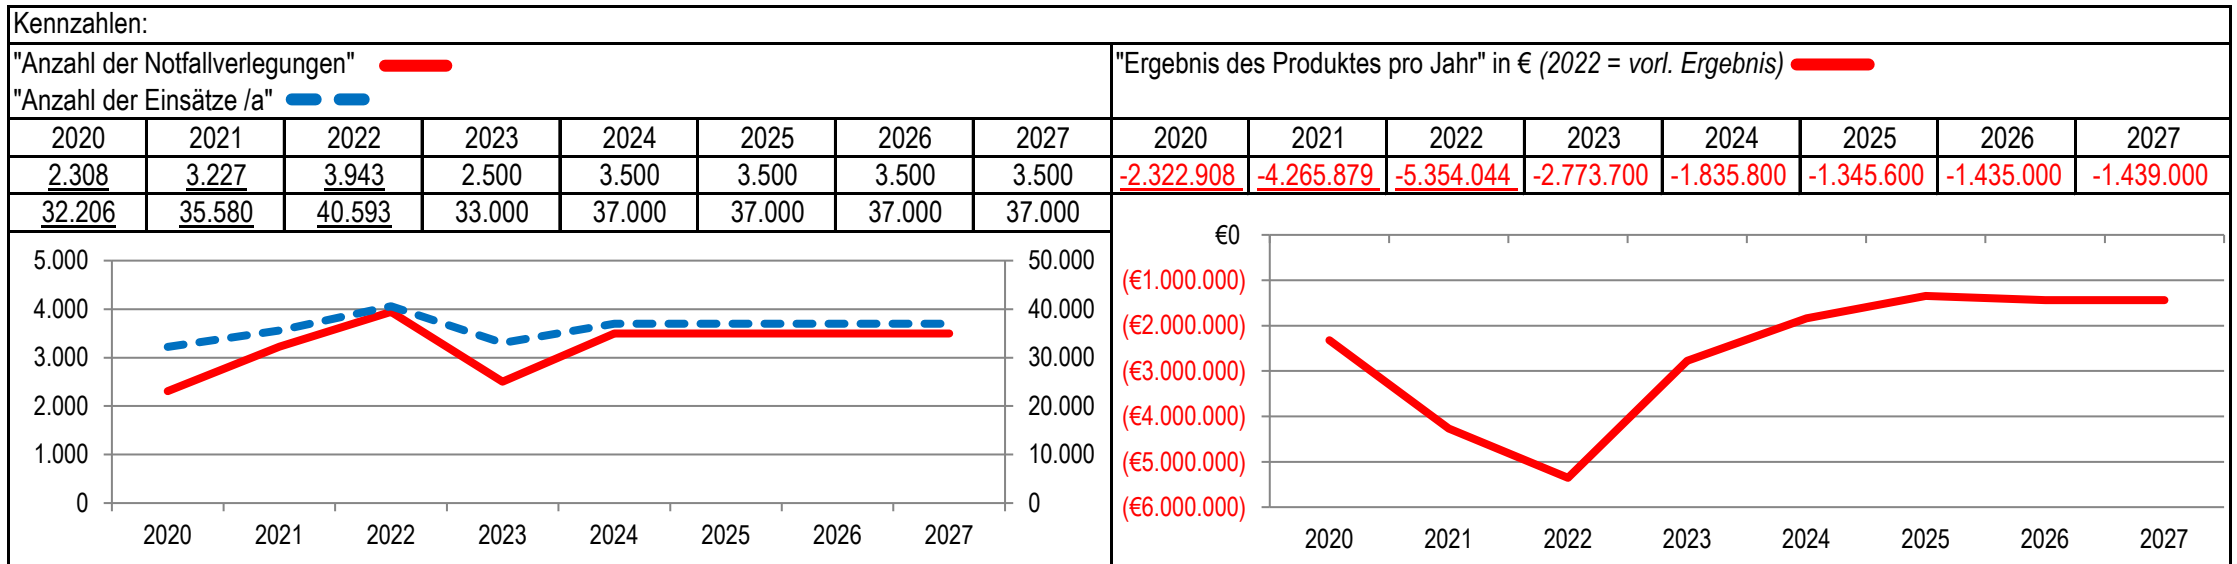 Kennzahlen:
"Anzahl der Notfallverlegungen"
"Anzahl der Einsätze /a"
2020 2021 2022 2023 2024 2025 2026 2027
2.308 3.227 3.943 2.500 3.500 3.500 3.500 3.500
32.206 35.580 40.593 33.000 37.000 37.000 37.000 37.000
5.000 50.000
4.000 40.000
3.000 30.000
2.000 20.000
1.000 10.000
0 0
2020 2021 2022 2023 2024 2025 2026 2027
"Ergebnis des Produktes pro Jahr" in € (2022 = vorl. Ergebnis)
2020 2021 2022 2023 2024 2025 2026 2027
-2.322.908 -4.265.879 -5.354.044 -2.773.700 -1.835.800 -1.345.600 -1.435.000 -1.439.000
€0
(€1.000.000)
(€2.000.000)
(€3.000.000)
(€4.000.000)
(€5.000.000)
(€6.000.000)
2020 2021 2022 2023 2024 2025 2026 2027